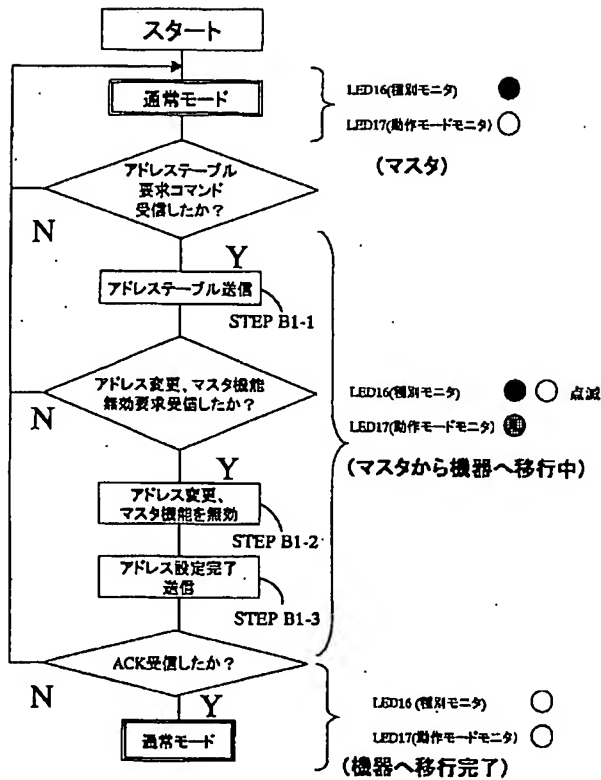 スタート
通常モード
LED16(種別モニタ)
LED17(動作モードモニタ)
(マスタ)
アドレステーブル
要求コマンド
受信したか？
N
Y
アドレステーブル送信
STEP B1-1
アドレス変更、マスタ機能
無効要求受信したか？
N
Y
LED16(種別モニタ)
点滅
LED17(動作モードモニタ)
(マスタから機器へ移行中)
アドレス変更、
マスタ機能を無効
STEP B1-2
アドレス設定完了
送信
STEP B1-3
ACK受信したか？
N
Y
通常モード
LED16(種別モニタ)
LED17(動作モードモニタ)
(機器へ移行完了)